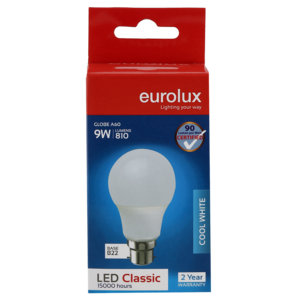 eurolux
Lighting your way
GLOBE A60
9W LUMENS 810
90
CERTIFIED
COOL WHITE
BASE
B22
LED Classic
15000 hours
2 Year
WARRANTY